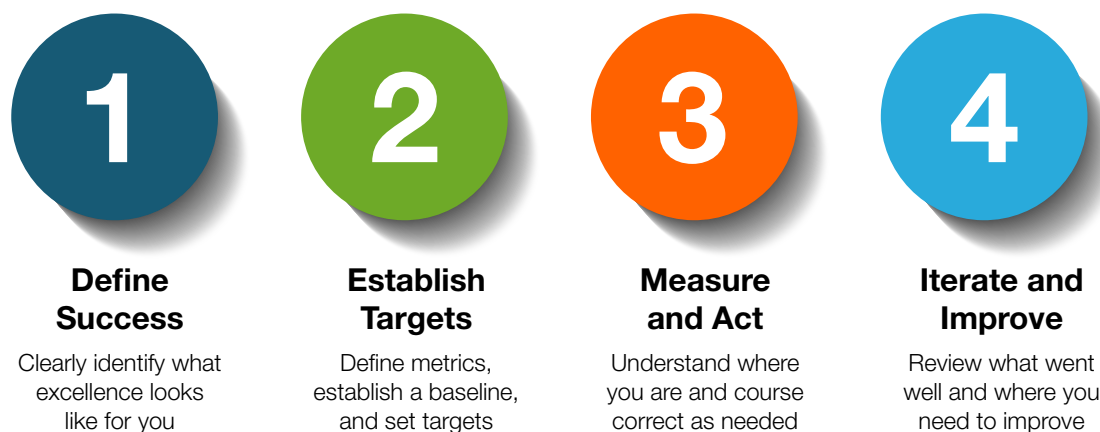 1
Define
Success
Clearly identify what
excellence looks
like for you
2
Establish
Targets
Define metrics,
establish a baseline,
and set targets
3
Measure
and Act
Understand where
you are and course
correct as needed
4
Iterate and
Improve
Review what went
well and where you
need to improve